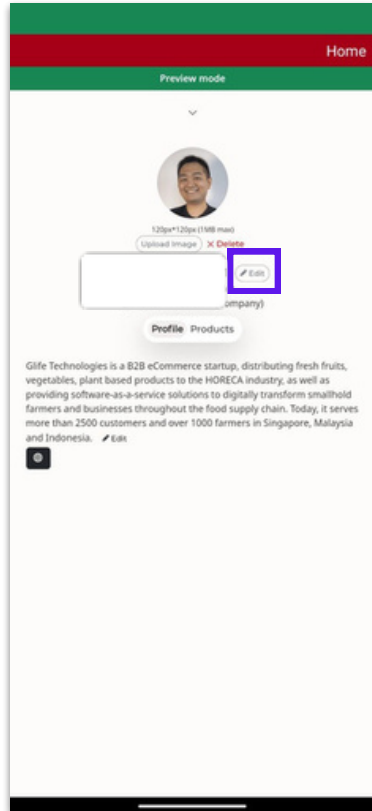 Home
Preview mode
120px*120px (1MB max)
Upload Image X Delete
Edit
ompany)
Profile Products
Glife Technologies is a B2B eCommerce startup, distributing fresh fruits,
vegetables, plant based products to the HORECA industry, as well as
providing software-as-a-service solutions to digitally transform smallhold
farmers and businesses throughout the food supply chain. Today, it serves
more than 2500 customers and over 1000 farmers in Singapore, Malaysia
and Indonesia. Edit